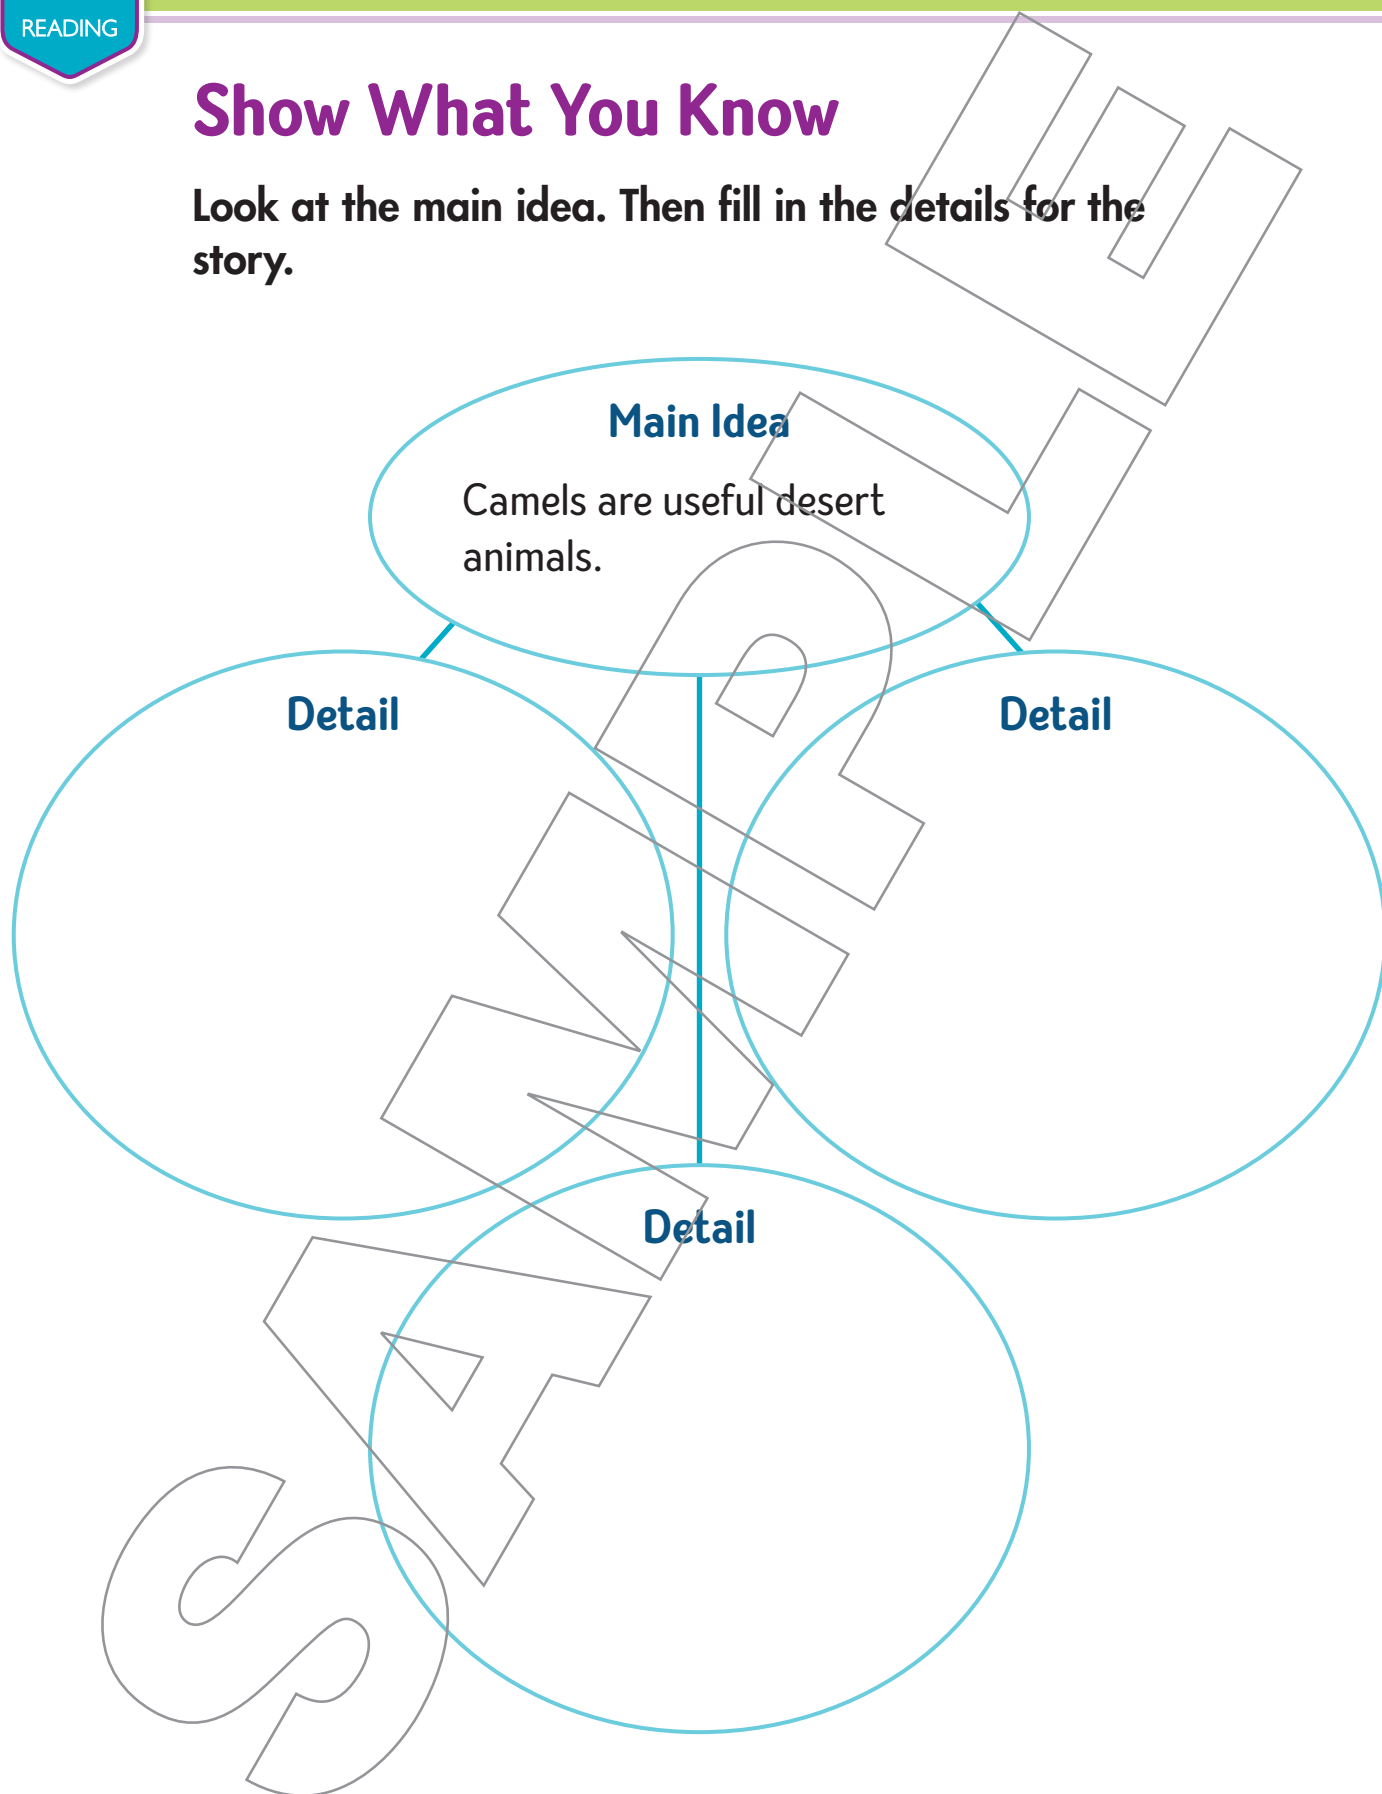 READING
Show What You Know
Look at the main idea. Then fill in the details for the
story.
Main Idea
Camels are useful desert
animals.
Detail
Detail
Detail
SAMPLE